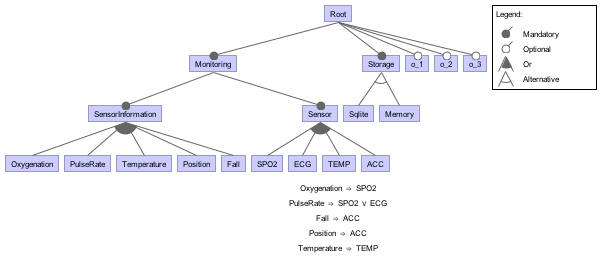 Root
Legend:
Mandatory
Optional
Or
Alternative
Monitoring
Storage
o_1
o_2
o_3
SensorInformation
Sensor
Sqlite
Memory
Oxygenation
PulseRate
Temperature
Position
Fall
SPO2
ECG
TEMP
ACC
Oxygenation ⇒ SPO2
PulseRate ⇒ SPO2 ∨ ECG
Fall ⇒ ACC
Position ⇒ ACC
Temperature ⇒ TEMP